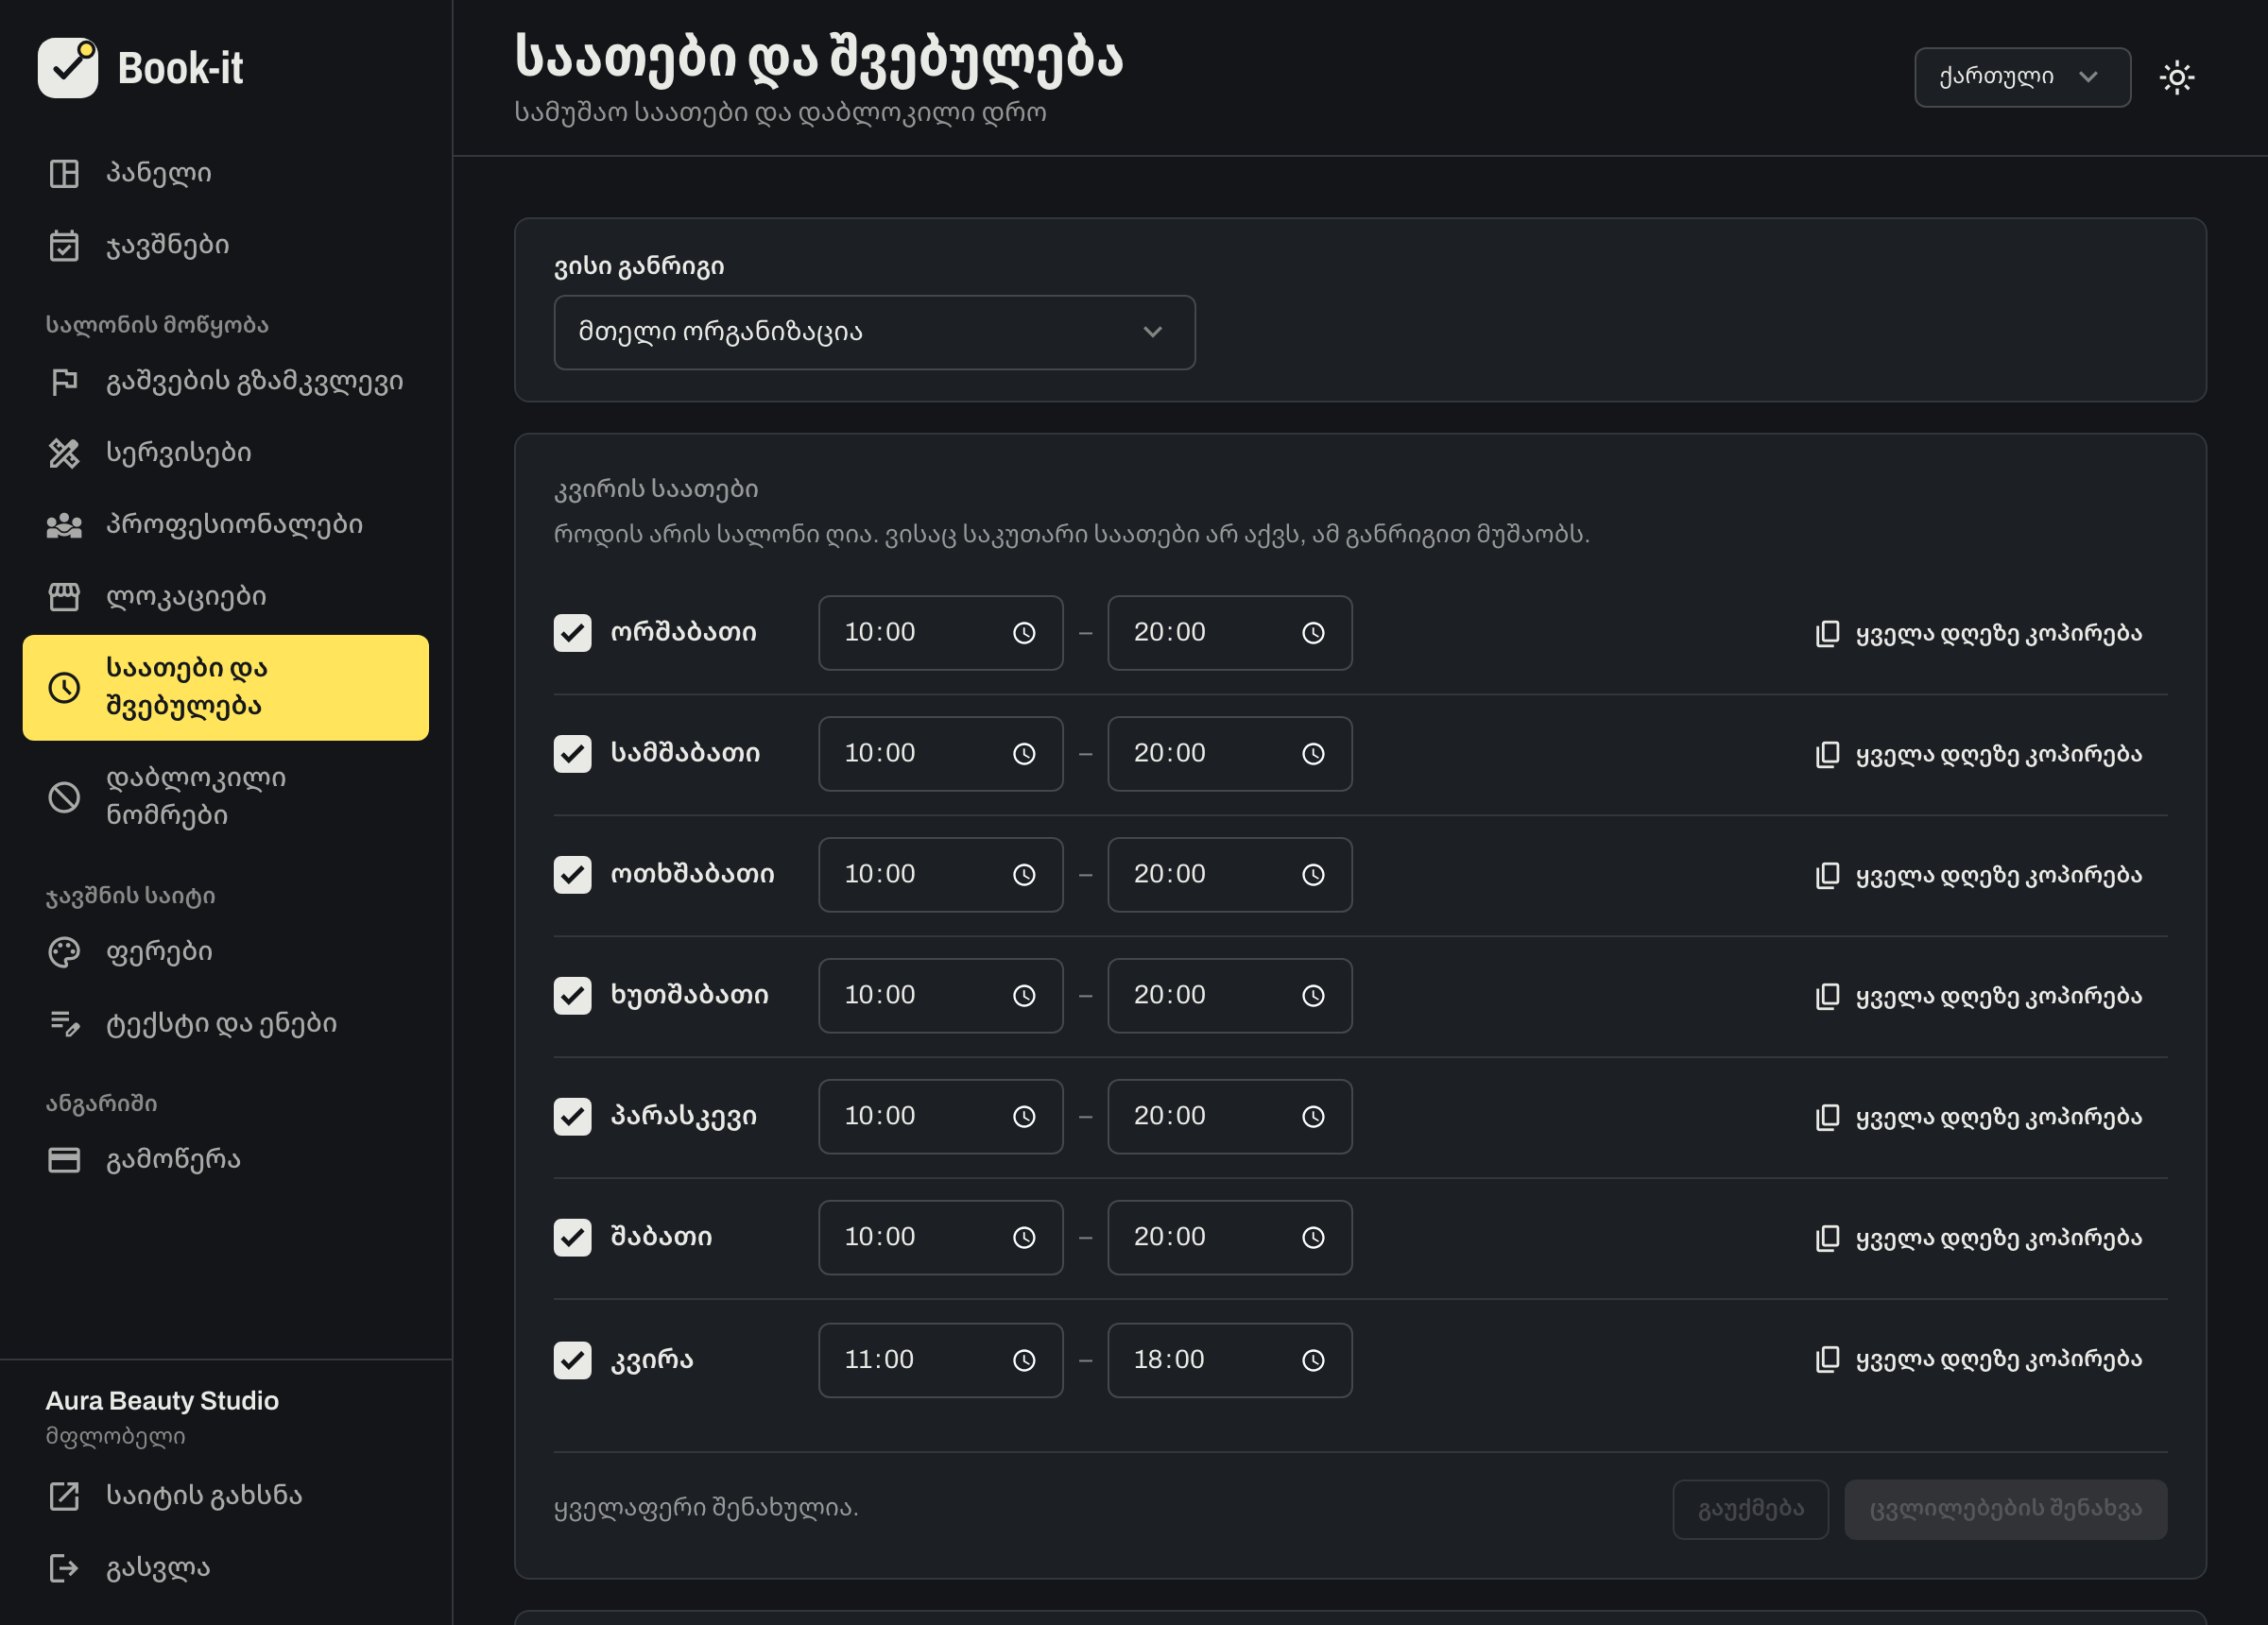 Book-it
პანელი
ჯავშნები
სალონის მოწყობა
გაშვების გზამკვლევი
სერვისები
პროფესიონალები
ლოკაციები
საათები და
შვებულება
დაბლოკილი
ნომრები
ჯავშნის საიტი
ფერები
ტექსტი და ენები
ანგარიში
გამოწერა
Aura Beauty Studio
მფლობელი
საიტის გახსნა
გასვლა
საათები და შვებულება
სამუშაო საათები და დაბლოკილი დრო
ქართული
ვისი განრიგი
მთელი ორგანიზაცია
კვირის საათები
როდის არის სალონი ღია. ვისაც საკუთარი საათები არ აქვს, ამ განრიგით მუშაობს.
ორშაბათი 10:00 – 20:00 ყველა დღეზე კოპირება
სამშაბათი 10:00 – 20:00 ყველა დღეზე კოპირება
ოთხშაბათი 10:00 – 20:00 ყველა დღეზე კოპირება
ხუთშაბათი 10:00 – 20:00 ყველა დღეზე კოპირება
პარასკევი 10:00 – 20:00 ყველა დღეზე კოპირება
შაბათი 10:00 – 20:00 ყველა დღეზე კოპირება
კვირა 11:00 – 18:00 ყველა დღეზე კოპირება
ყველაფერი შენახულია. გაუქმება ცვლილებების შენახვა